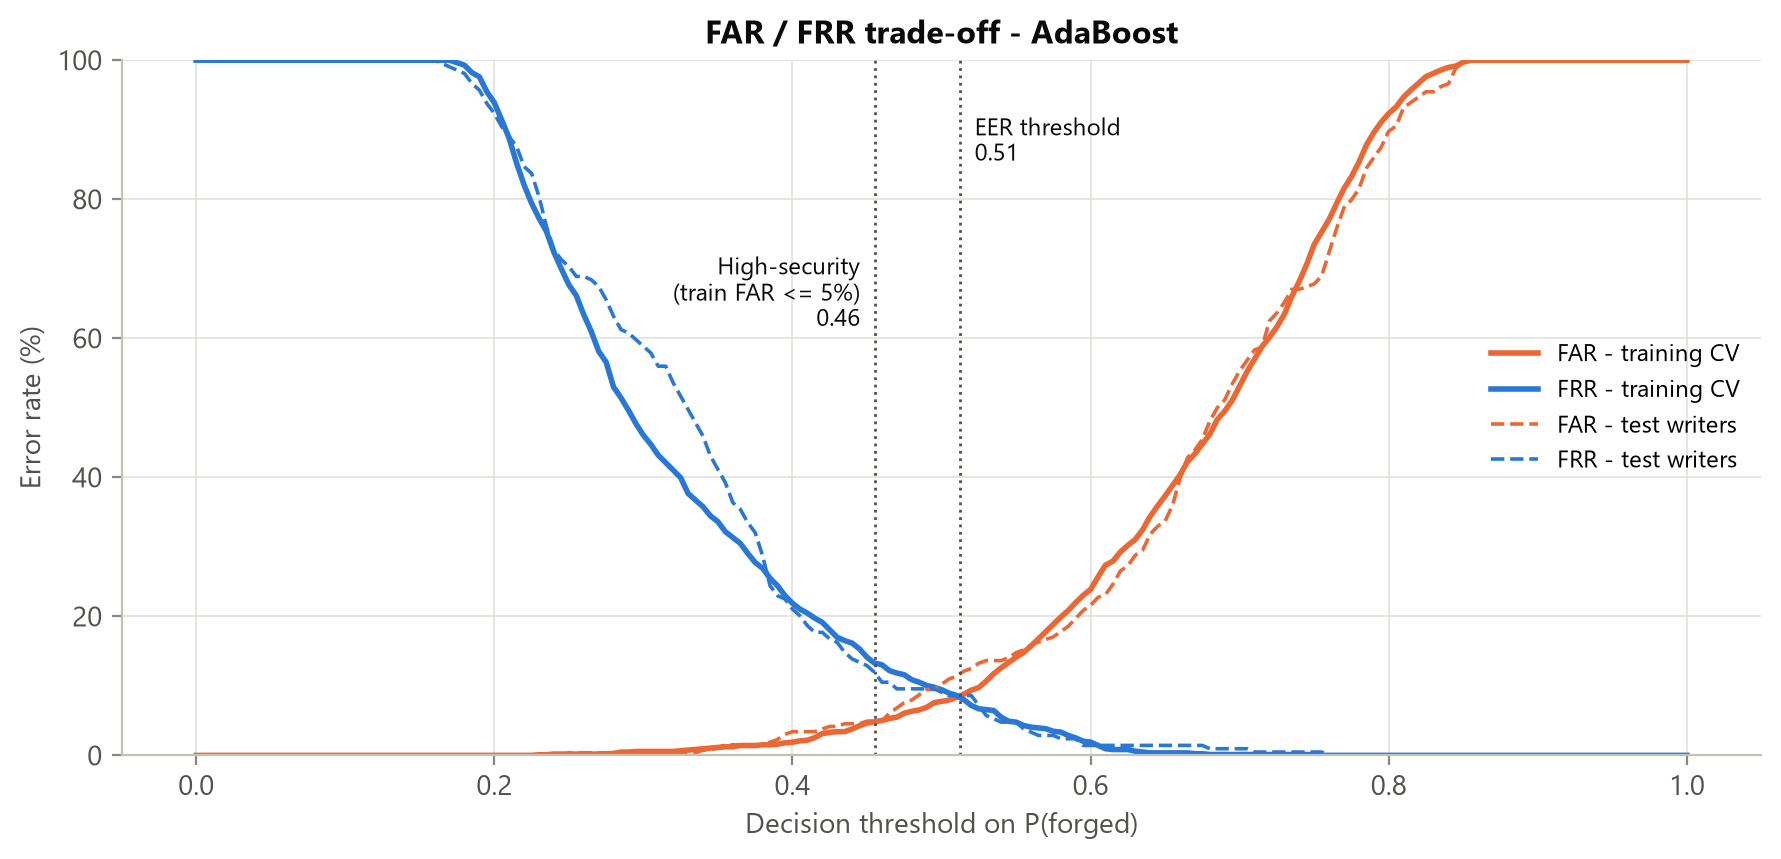 FAR / FRR trade-off - AdaBoost
100
80
60
40
20
0
Error rate (%)
EER threshold
0.51
High-security
(train FAR <= 5%)
0.46
FAR - training CV
FRR - training CV
FAR - test writers
FRR - test writers
0.0
0.2
0.4
0.6
0.8
1.0
Decision threshold on P(forged)